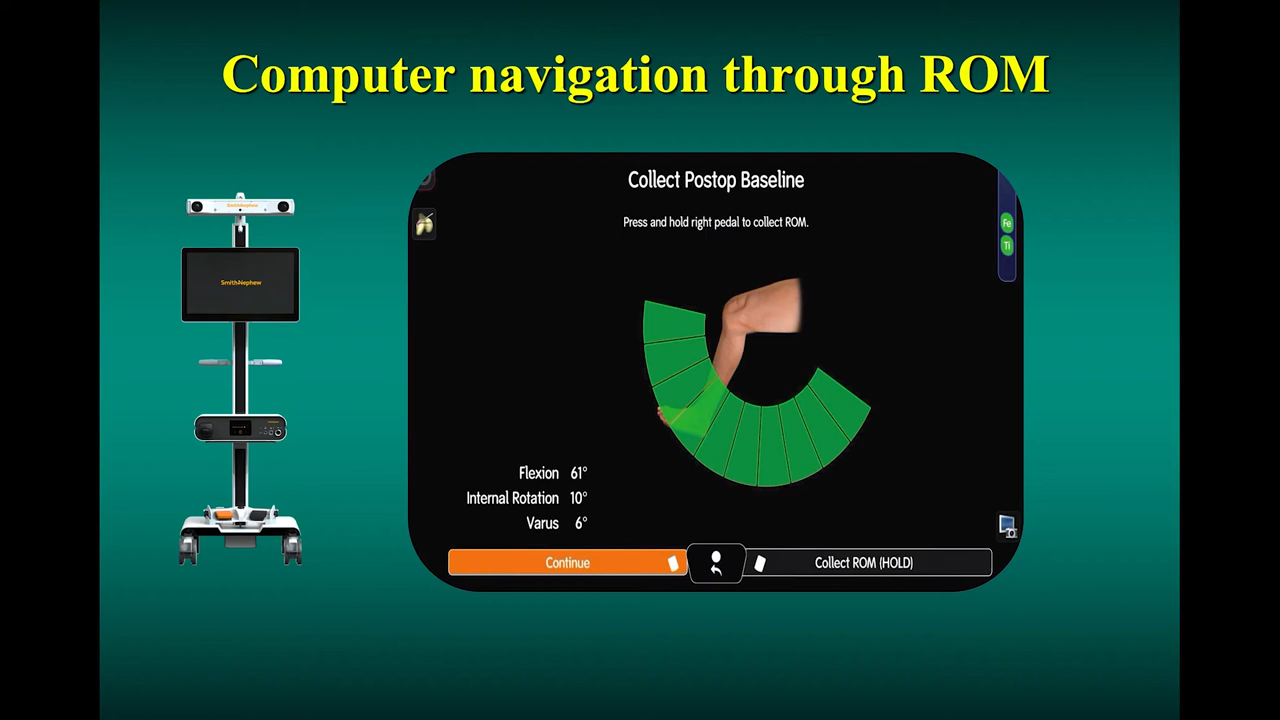 Computer navigation through ROM
SmithNephew
SmithNephew
Collect Postop Baseline
Press and hold right pedal to collect ROM.
Fe
Ti
Flexion 61°
Internal Rotation 10°
Varus 6°
Continue
Collect ROM (HOLD)